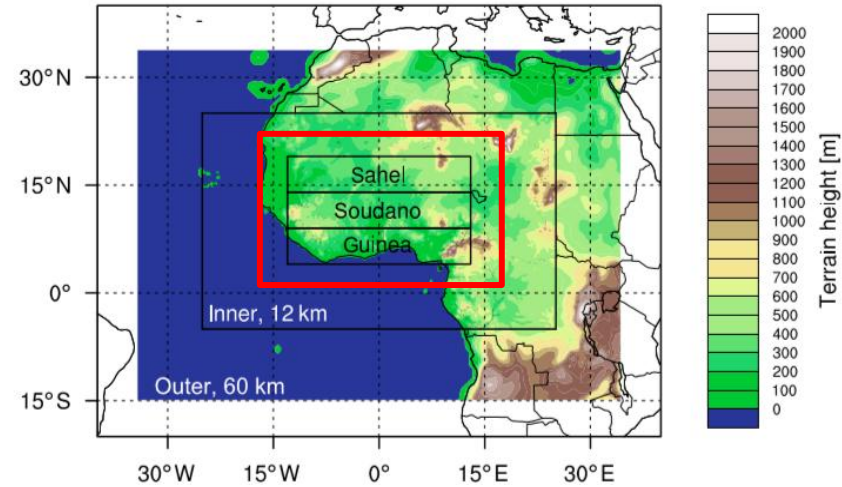 30°N
15°N
0°
15°S
30°W 15°W 0° 15°E 30°E
Sahel
Soudano
Guinea
Inner, 12 km
Outer, 60 km
2000
1900
1800
1700
1600
1500
1400
1300
1200
1100
1000
900
800
700
600
500
400
300
200
100
0
Terrain height [m]